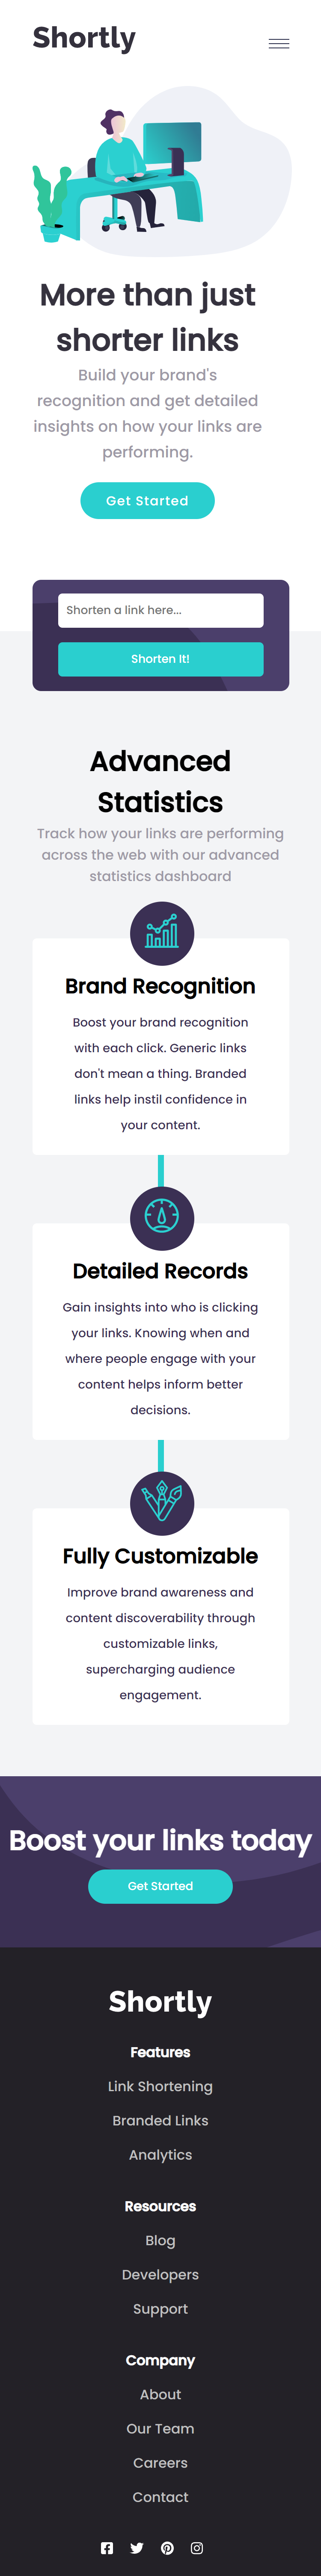 Shortly
More than just
shorter links
Build your brand's
recognition and get detailed
insights on how your links are
performing.
Get Started
Shorten a link here...
Shorten It!
Advanced
Statistics
Track how your links are performing
across the web with our advanced
statistics dashboard
Brand Recognition
Boost your brand recognition
with each click. Generic links
don't mean a thing. Branded
links help instil confidence in
your content.
Detailed Records
Gain insights into who is clicking
your links. Knowing when and
where people engage with your
content helps inform better
decisions.
Fully Customizable
Improve brand awareness and
content discoverability through
customizable links,
supercharging audience
engagement.
Boost your links today
Get Started
Shortly
Features
Link Shortening
Branded Links
Analytics
Resources
Blog
Developers
Support
Company
About
Our Team
Careers
Contact